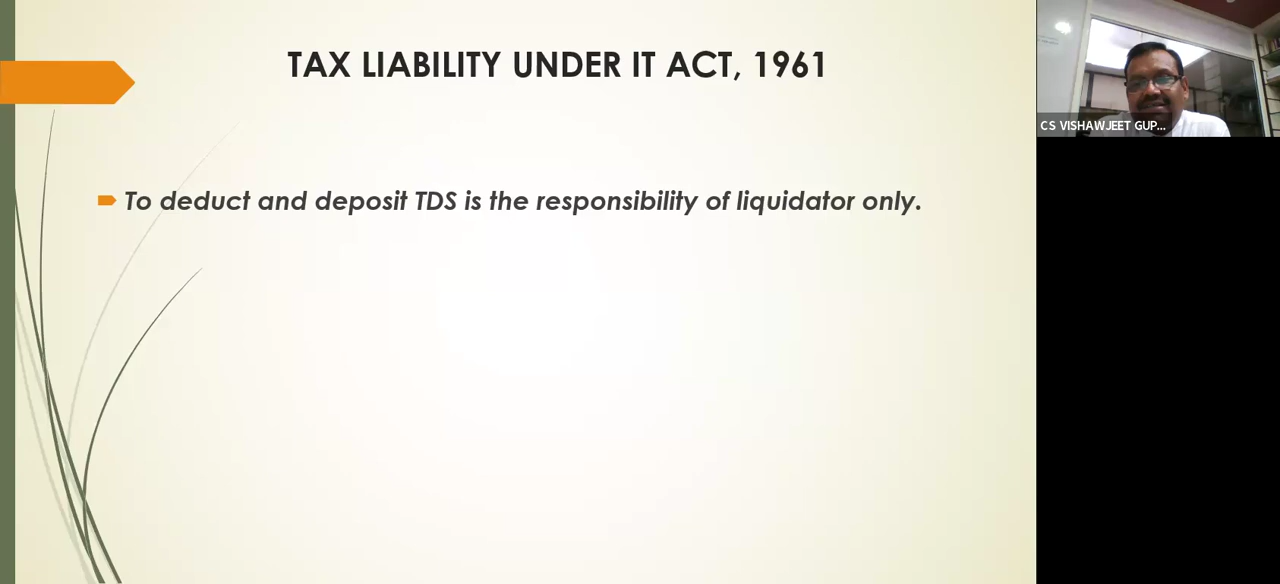 TAX LIABILITY UNDER IT ACT, 1961
To deduct and deposit TDS is the responsibility of liquidator only.
CS VISHAWJEET GUP...